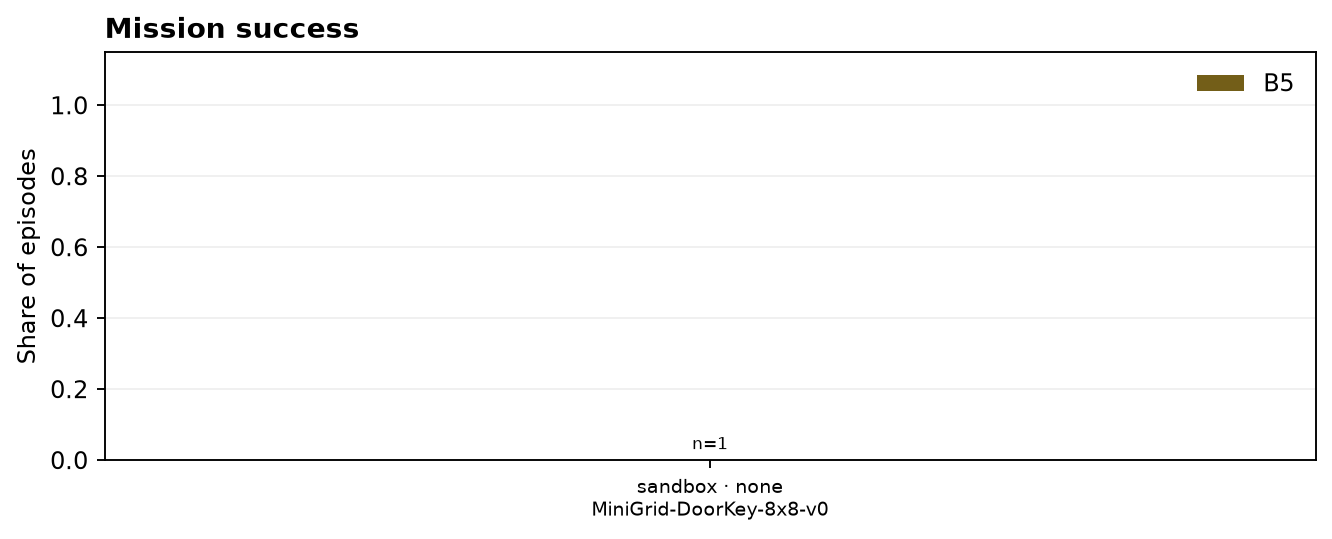 Mission success
B5
1.0
0.8
0.6
0.4
0.2
0.0
Share of episodes
n=1
sandbox · none
MiniGrid-DoorKey-8x8-v0